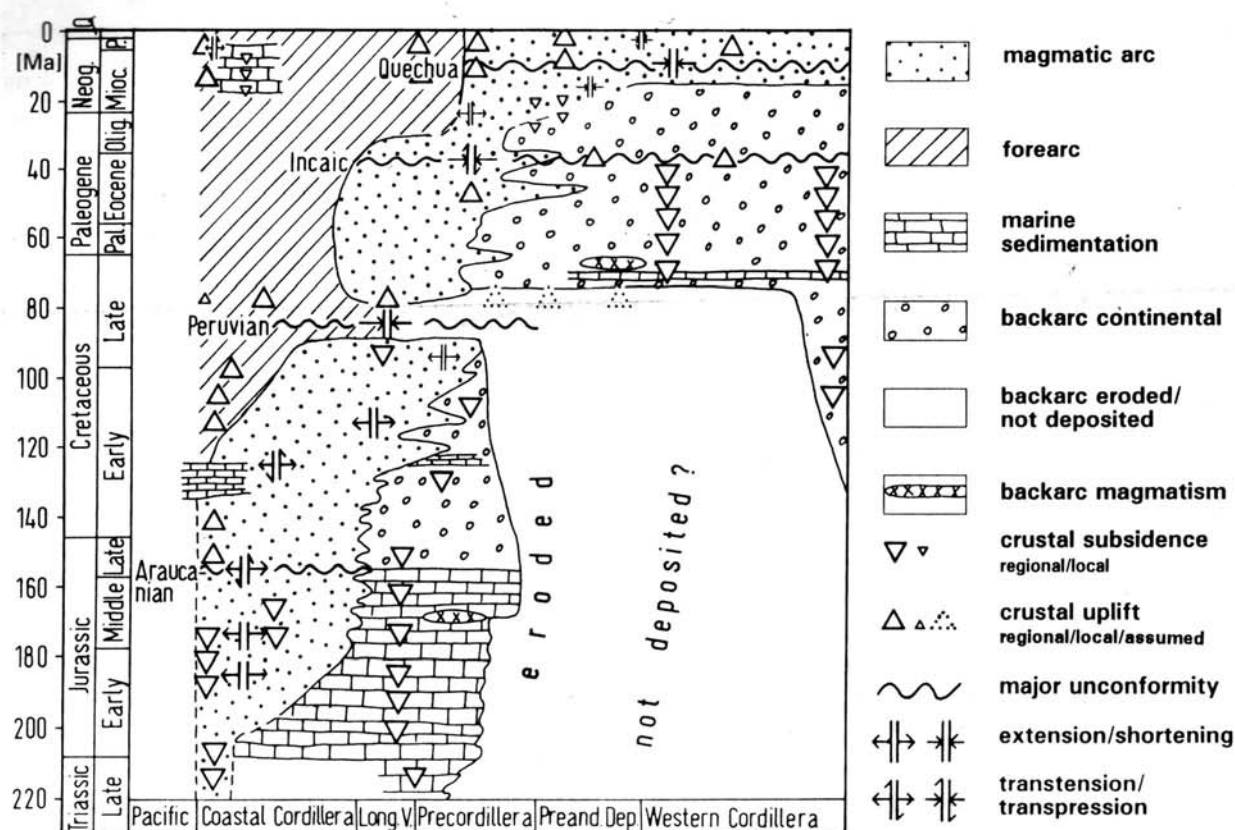 Q.
0
[Ma]
20
40
60
80
100
120
140
160
180
200
220
Neog.
Paleogene
Cretaceous
Jurassic
Triassic
P.
Mioc.
Olig.
Eocene
Pal.
Late
Early
Late
Middle
Early
Late
Quechua
Incaic
Peruvian
Arauca
nian
eroded
not deposited ?
Pacific
Coastal Cordillera
Long.V.
Precordillera
Preand. Dep.
Western Cordillera
magmatic arc
forearc
marine
sedimentation
backarc continental
backarc eroded/
not deposited
backarc magmatism
crustal subsidence
regional/local
crustal uplift
regional/local/assumed
major unconformity
extension/shortening
transtension/
transpression